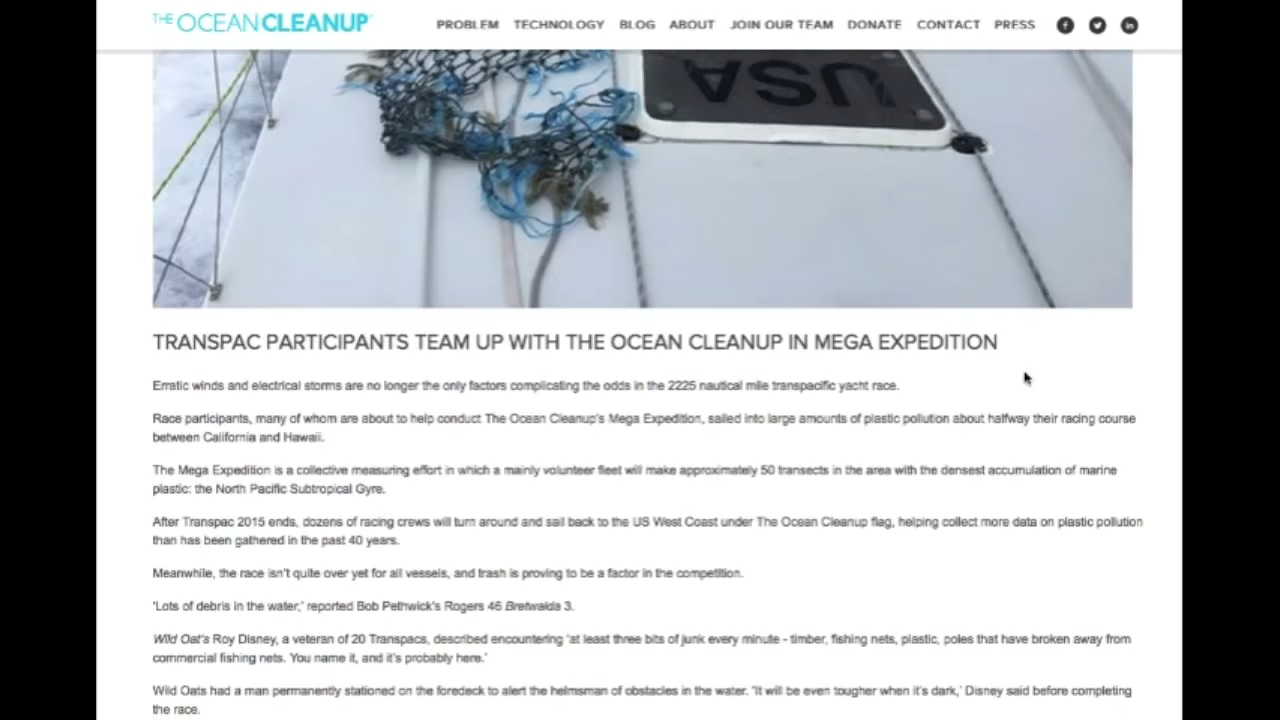 THE OCEANCLEANUP
PROBLEM TECHNOLOGY BLOG ABOUT JOIN OUR TEAM DONATE CONTACT PRESS
USA
TRANSPAC PARTICIPANTS TEAM UP WITH THE OCEAN CLEANUP IN MEGA EXPEDITION
Erratic winds and electrical storms are no longer the only factors complicating the odds in the 2225 nautical mile transpacific yacht race.
Race participants, many of whom are about to help conduct The Ocean Cleanup's Mega Expedition, sailed into large amounts of plastic pollution about halfway their racing course
between California and Hawaii.
The Mega Expedition is a collective measuring effort in which a mainly volunteer fleet will make approximately 50 transects in the area with the densest accumulation of marine
plastic: the North Pacific Subtropical Gyre.
After Transpac 2015 ends, dozens of racing crews will turn around and sail back to the US West Coast under The Ocean Cleanup flag, helping collect more data on plastic pollution
than has been gathered in the past 40 years.
Meanwhile, the race isn't quite over yet for all vessels, and trash is proving to be a factor in the competition.
'Lots of debris in the water,' reported Bob Pethwick's Rogers 46 Bretwalda 3.
Wild Oat's Roy Disney, a veteran of 20 Transpacs, described encountering 'at least three bits of junk every minute - timber, fishing nets, plastic, poles that have broken away from
commercial fishing nets. You name it, and it's probably here.'
Wild Oats had a man permanently stationed on the foredeck to alert the helmsman of obstacles in the water. 'It will be even tougher when it's dark,' Disney said before completing
the race.